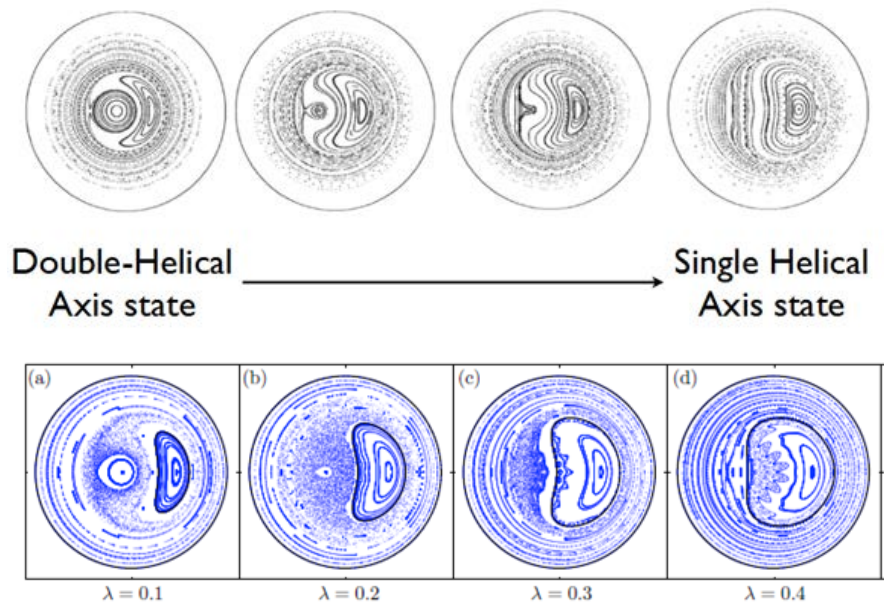 Double-Helical
Axis state
Single Helical
Axis state
(a)
(b)
(c)
(d)
λ = 0.1
λ = 0.2
λ = 0.3
λ = 0.4